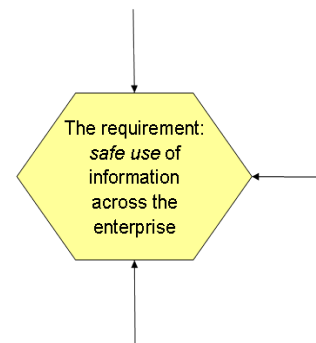 The requirement:
safe use of
information
across the
enterprise